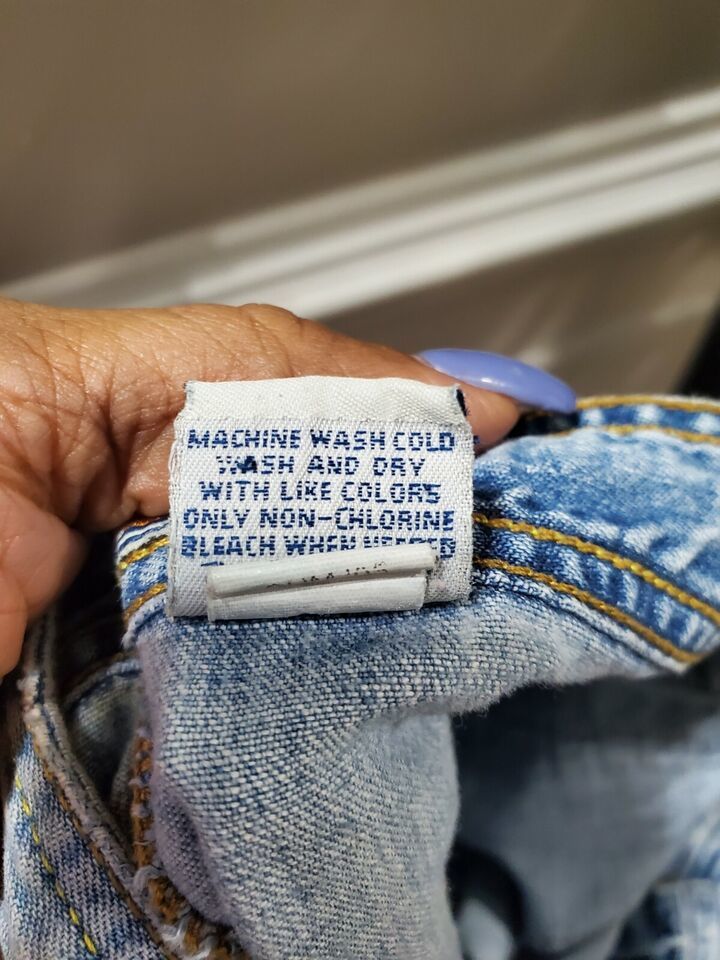 MACHINE WASH COLD
WASH AND DRY
WITH LIKE COLORS
ONLY NON-CHLORINE
BLEACH WHEN NEEDED